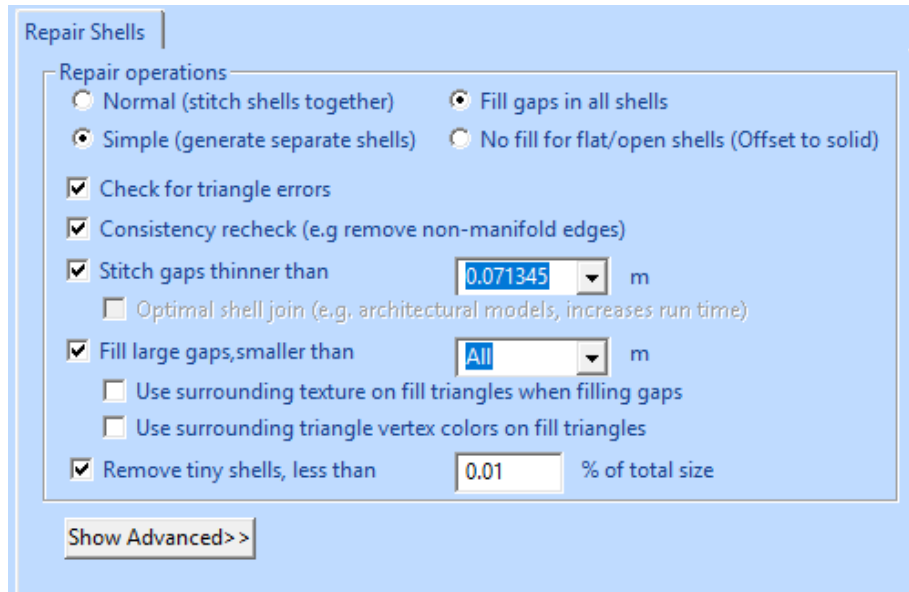 Repair Shells
Repair operations
Normal (stitch shells together) Fill gaps in all shells
Simple (generate separate shells) No fill for flat/open shells (Offset to solid)
Check for triangle errors
Consistency recheck (e.g remove non-manifold edges)
Stitch gaps thinner than 0.071345 m
Optimal shell join (e.g. architectural models, increases run time)
Fill large gaps,smaller than All m
Use surrounding texture on fill triangles when filling gaps
Use surrounding triangle vertex colors on fill triangles
Remove tiny shells, less than 0.01 % of total size
Show Advanced>>